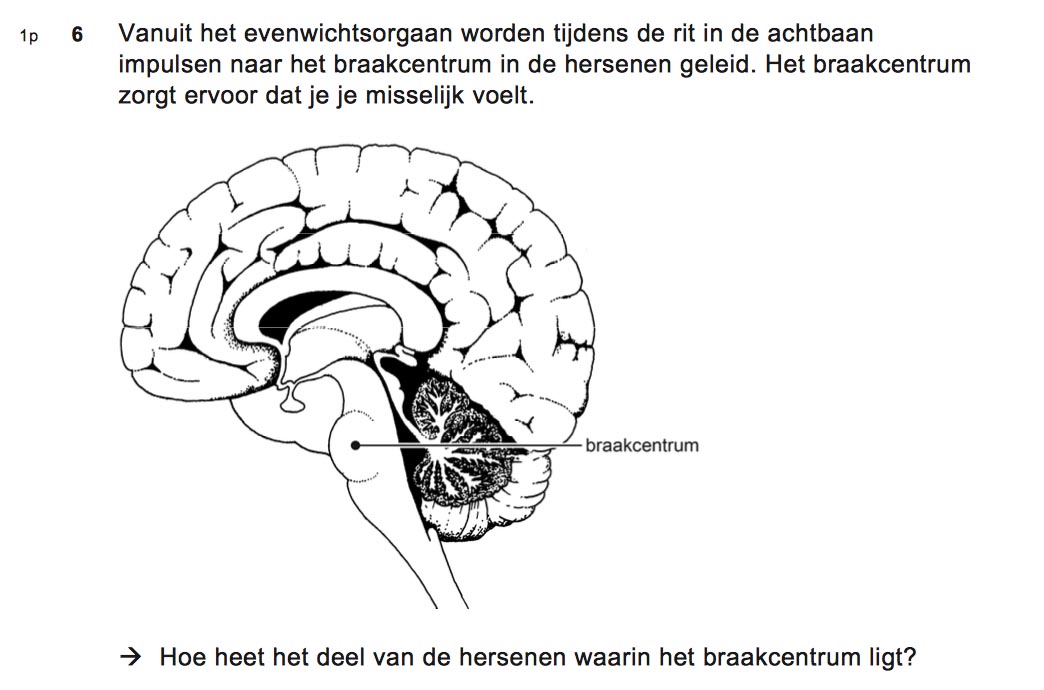 1p 6 Vanuit het evenwichtsorgaan worden tijdens de rit in de achtbaan
impulsen naar het braakcentrum in de hersenen geleid. Het braakcentrum
zorgt ervoor dat je je misselijk voelt.
braakcentrum
→ Hoe heet het deel van de hersenen waarin het braakcentrum ligt?